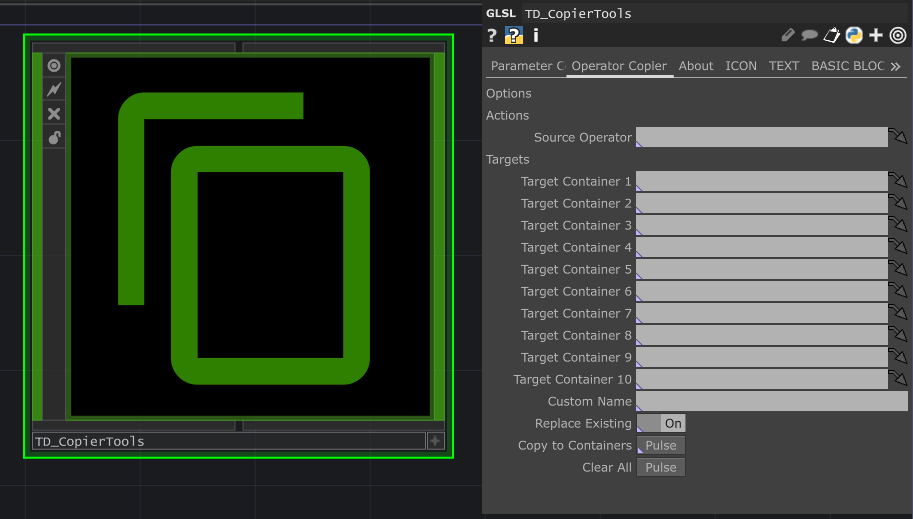 GLSL TD_CopierTools
? ? i
Parameter C Operator Copier About ICON TEXT BASIC BLOC »
Options
Actions
Source Operator
Targets
Target Container 1
Target Container 2
Target Container 3
Target Container 4
Target Container 5
Target Container 6
Target Container 7
Target Container 8
Target Container 9
Target Container 10
Custom Name
Replace Existing On
Copy to Containers Pulse
Clear All Pulse
TD_CopierTools